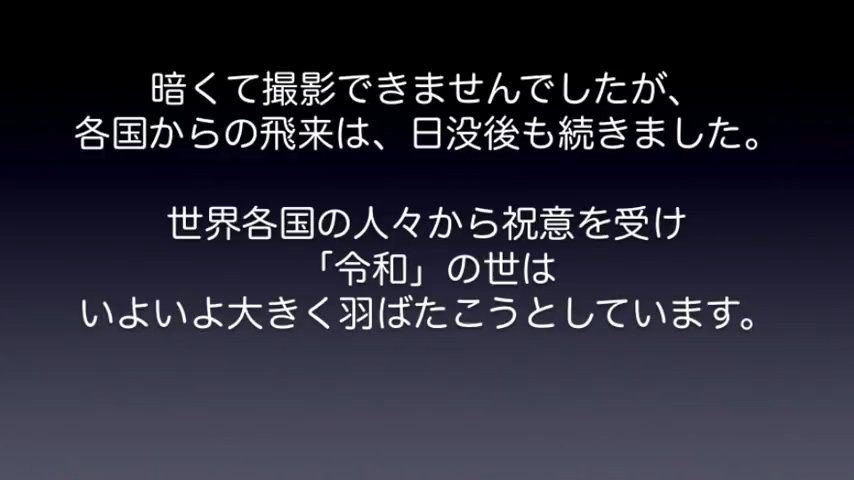 暗くて撮影できませんでしたが、
各国からの飛来は、日没後も続きました。
世界各国の人々から祝意を受け
「令和」の世は
いよいよ大きく羽ばたこうとしています。